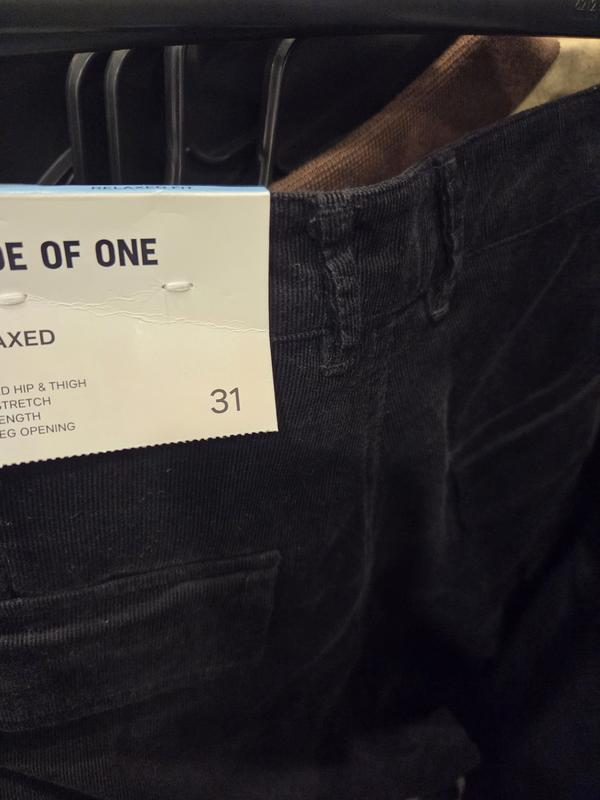 RELAXED FIT
DE OF ONE
AXED
D HIP & THIGH
STRETCH
ENGTH
EG OPENING
31